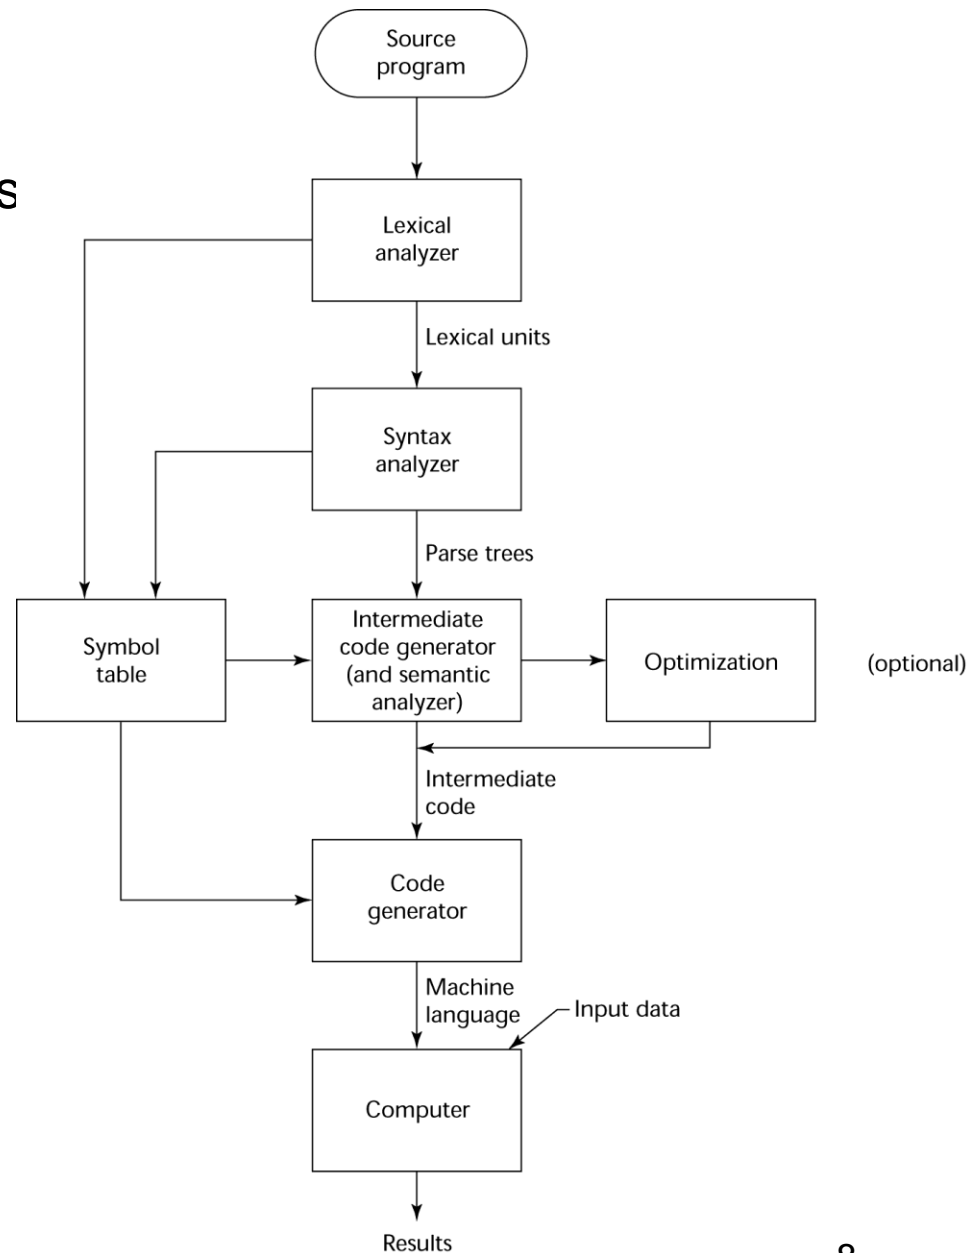 Source
program
s
Lexical
analyzer
Lexical units
Syntax
analyzer
Parse trees
Symbol
table
Intermediate
code generator
(and semantic
analyzer)
Optimization
(optional)
Intermediate
code
Code
generator
Machine
language
Input data
Computer
Results